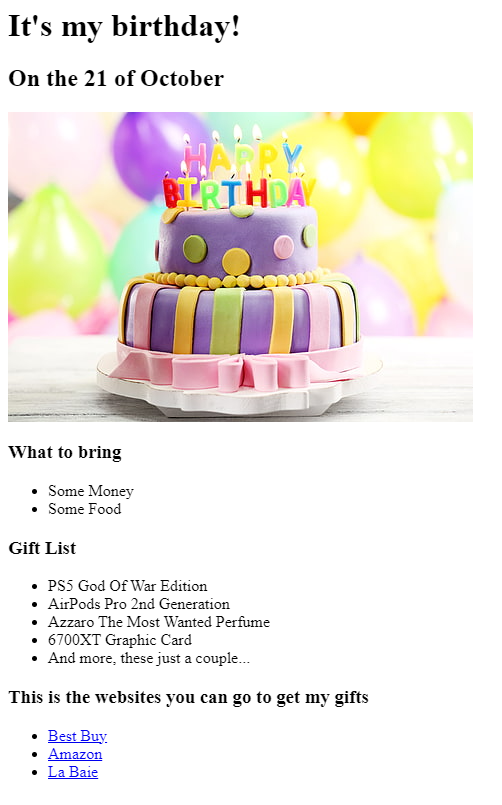 It's my birthday!
On the 21 of October
HAPPY
BIRTHDAY
What to bring
Some Money
Some Food
Gift List
PS5 God Of War Edition
AirPods Pro 2nd Generation
Azzaro The Most Wanted Perfume
6700XT Graphic Card
And more, these just a couple...
This is the websites you can go to get my gifts
Best Buy
Amazon
La Baie